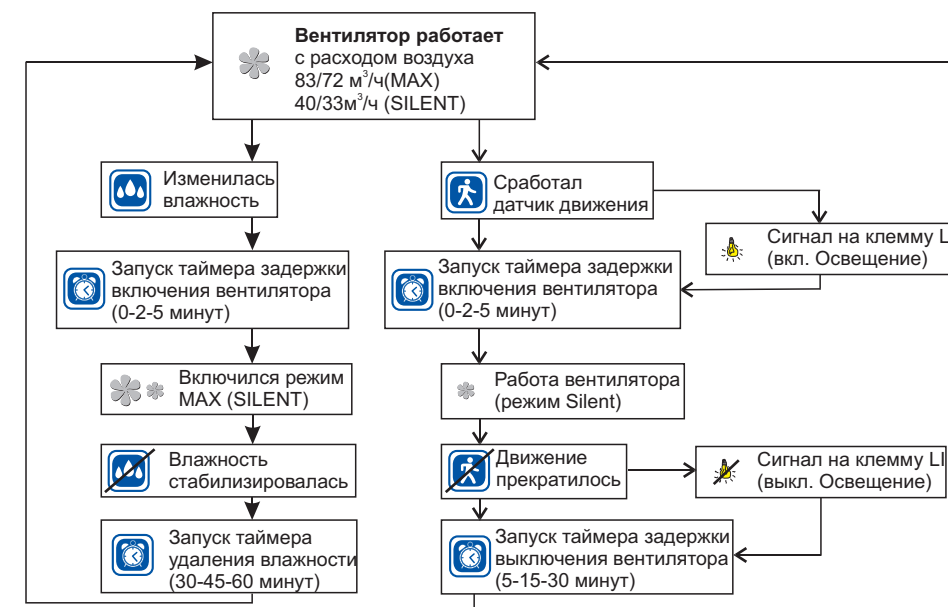 Вентилятор работает
с расходом воздуха
83/72 м³/ч(MAX)
40/33м³/ч (SILENT)
Изменилась
влажность
Запуск таймера задержки
включения вентилятора
(0-2-5 минут)
Включился режим
MAX (SILENT)
Влажность
стабилизировалась
Запуск таймера
удаления влажности
(30-45-60 минут)
Сработал
датчик движения
Сигнал на клемму L
(вкл. Освещение)
Запуск таймера задержки
включения вентилятора
(0-2-5 минут)
Работа вентилятора
(режим Silent)
Движение
прекратилось
Сигнал на клемму LI
(выкл. Освещение)
Запуск таймера задержки
выключения вентилятора
(5-15-30 минут)